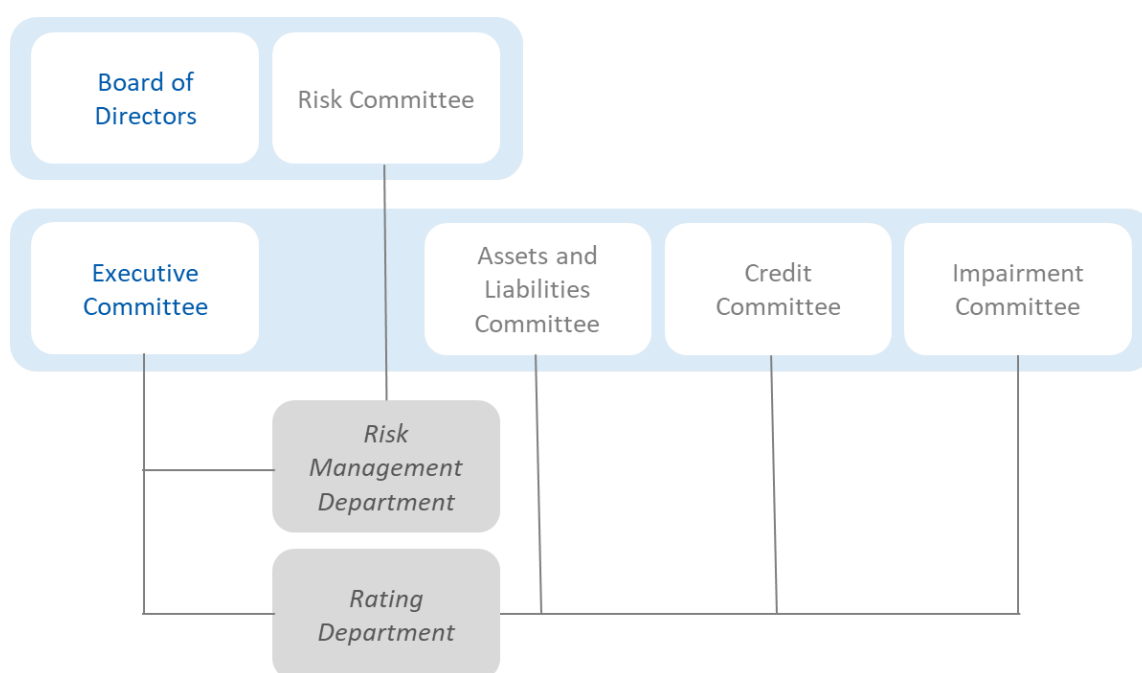 Board of
Directors
Risk Committee
Executive
Committee
Assets and
Liabilities
Committee
Credit
Committee
Impairment
Committee
Risk
Management
Department
Rating
Department